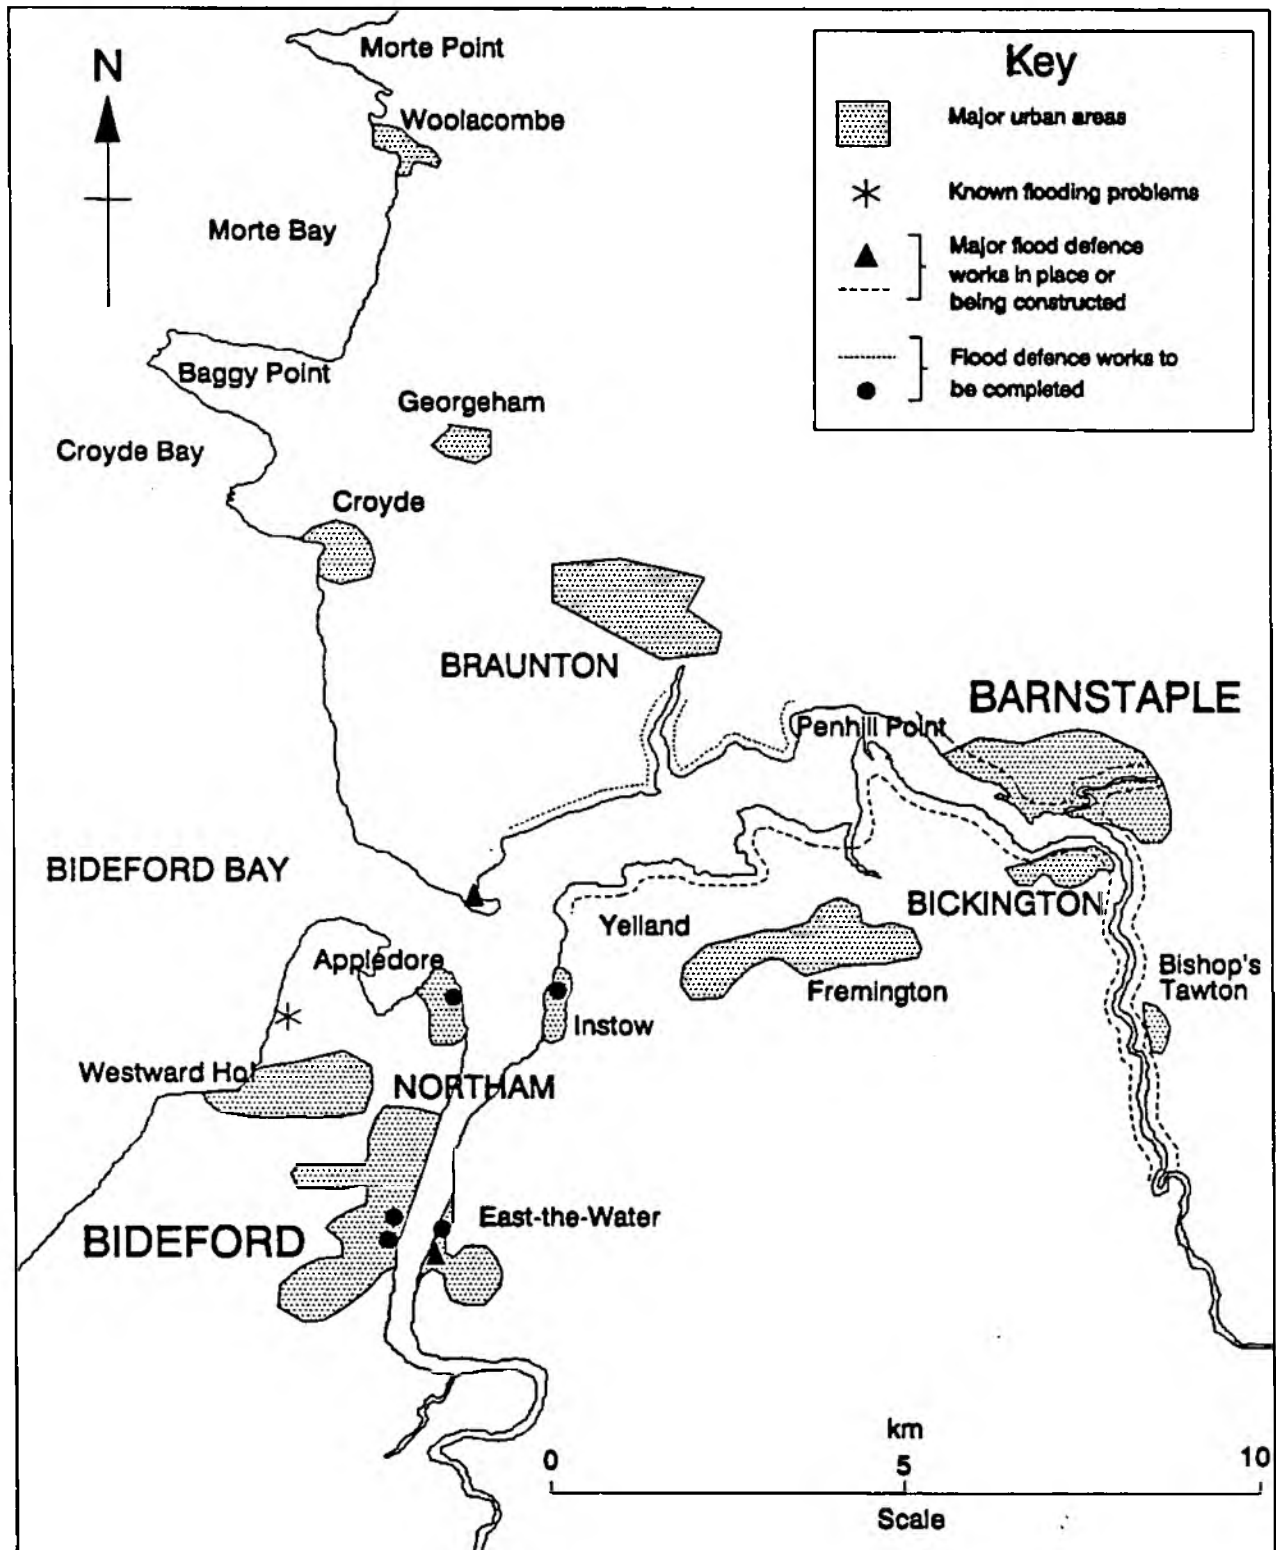 N
Morte Point
Woolacombe
Morte Bay
Baggy Point
Georgeham
Croyde Bay
Croyde
Key
Major urban areas
Known flooding problems
Major flood defence
works in place or
being constructed
Flood defence works to
be completed
BRAUNTON
BARNSTAPLE
Penhill Point
BIDEFORD BAY
BICKINGTON
Yelland
Appledore
Fremington
Bishop's
Tawton
Instow
Westward Ho!
NORTHAM
East-the-Water
BIDEFORD
km
0
5
10
Scale